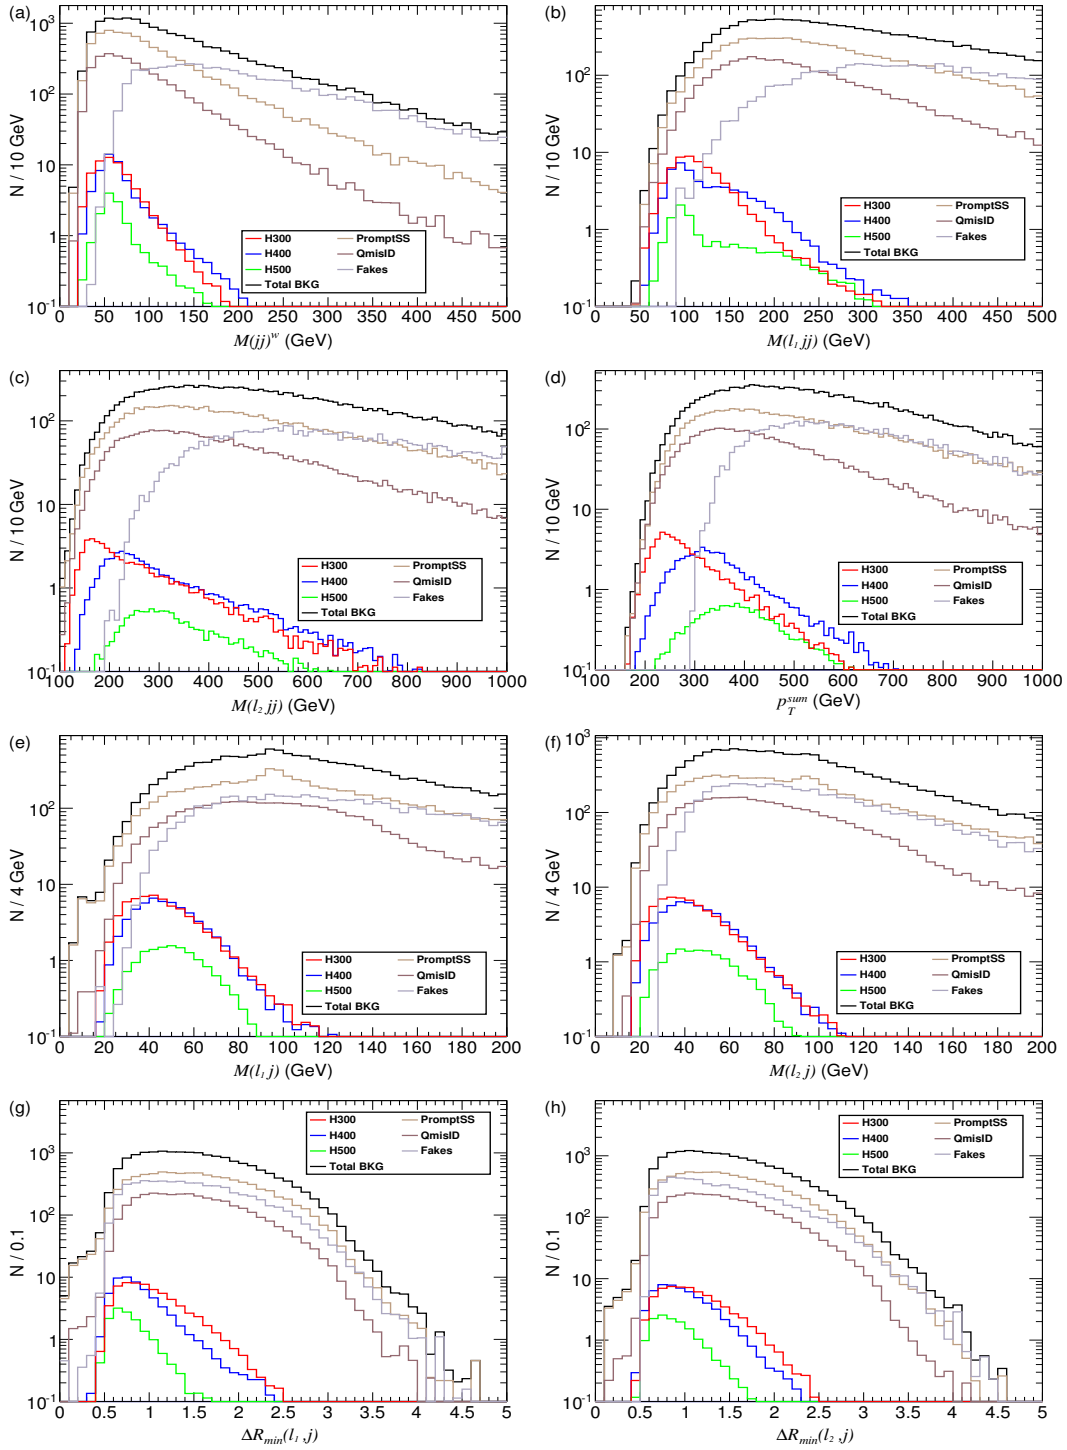 (a)
10³
10²
10
1
10⁻¹
N / 10 GeV
H300
H400
H500
Total BKG
PromptSS
QmisID
Fakes
0 50 100 150 200 250 300 350 400 450 500
M(jj)ʷ (GeV)
(b)
10³
10²
10
1
10⁻¹
N / 10 GeV
H300
H400
H500
Total BKG
PromptSS
QmisID
Fakes
0 50 100 150 200 250 300 350 400 450 500
M(l₁jj) (GeV)
(c)
10²
10
1
10⁻¹
N / 10 GeV
H300
H400
H500
Total BKG
PromptSS
QmisID
Fakes
100 200 300 400 500 600 700 800 900 1000
M(l₂jj) (GeV)
(d)
10²
10
1
10⁻¹
N / 10 GeV
H300
H400
H500
Total BKG
PromptSS
QmisID
Fakes
100 200 300 400 500 600 700 800 900 1000
p_T^sum (GeV)
(e)
10²
10
1
10⁻¹
N / 4 GeV
H300
H400
H500
Total BKG
PromptSS
QmisID
Fakes
0 20 40 60 80 100 120 140 160 180 200
M(l₁j) (GeV)
(f)
10³
10²
10
1
10⁻¹
N / 4 GeV
H300
H400
H500
Total BKG
PromptSS
QmisID
Fakes
0 20 40 60 80 100 120 140 160 180 200
M(l₂j) (GeV)
(g)
10³
10²
10
1
10⁻¹
N / 0.1
H300
H400
H500
Total BKG
PromptSS
QmisID
Fakes
0 0.5 1 1.5 2 2.5 3 3.5 4 4.5 5
ΔR_min(l₁,j)
(h)
10³
10²
10
1
10⁻¹
N / 0.1
H300
H400
H500
Total BKG
PromptSS
QmisID
Fakes
0 0.5 1 1.5 2 2.5 3 3.5 4 4.5 5
ΔR_min(l₂,j)